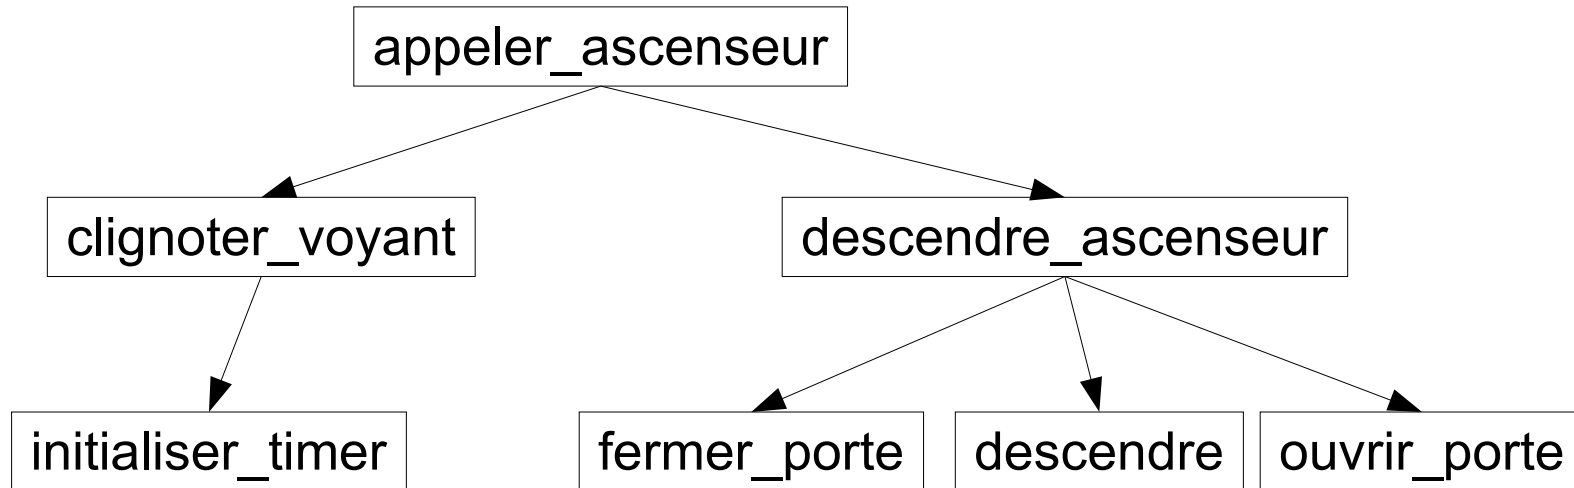 appeler_ascenseur
clignoter_voyant
descendre_ascenseur
initialiser_timer
fermer_porte
descendre
ouvrir_porte